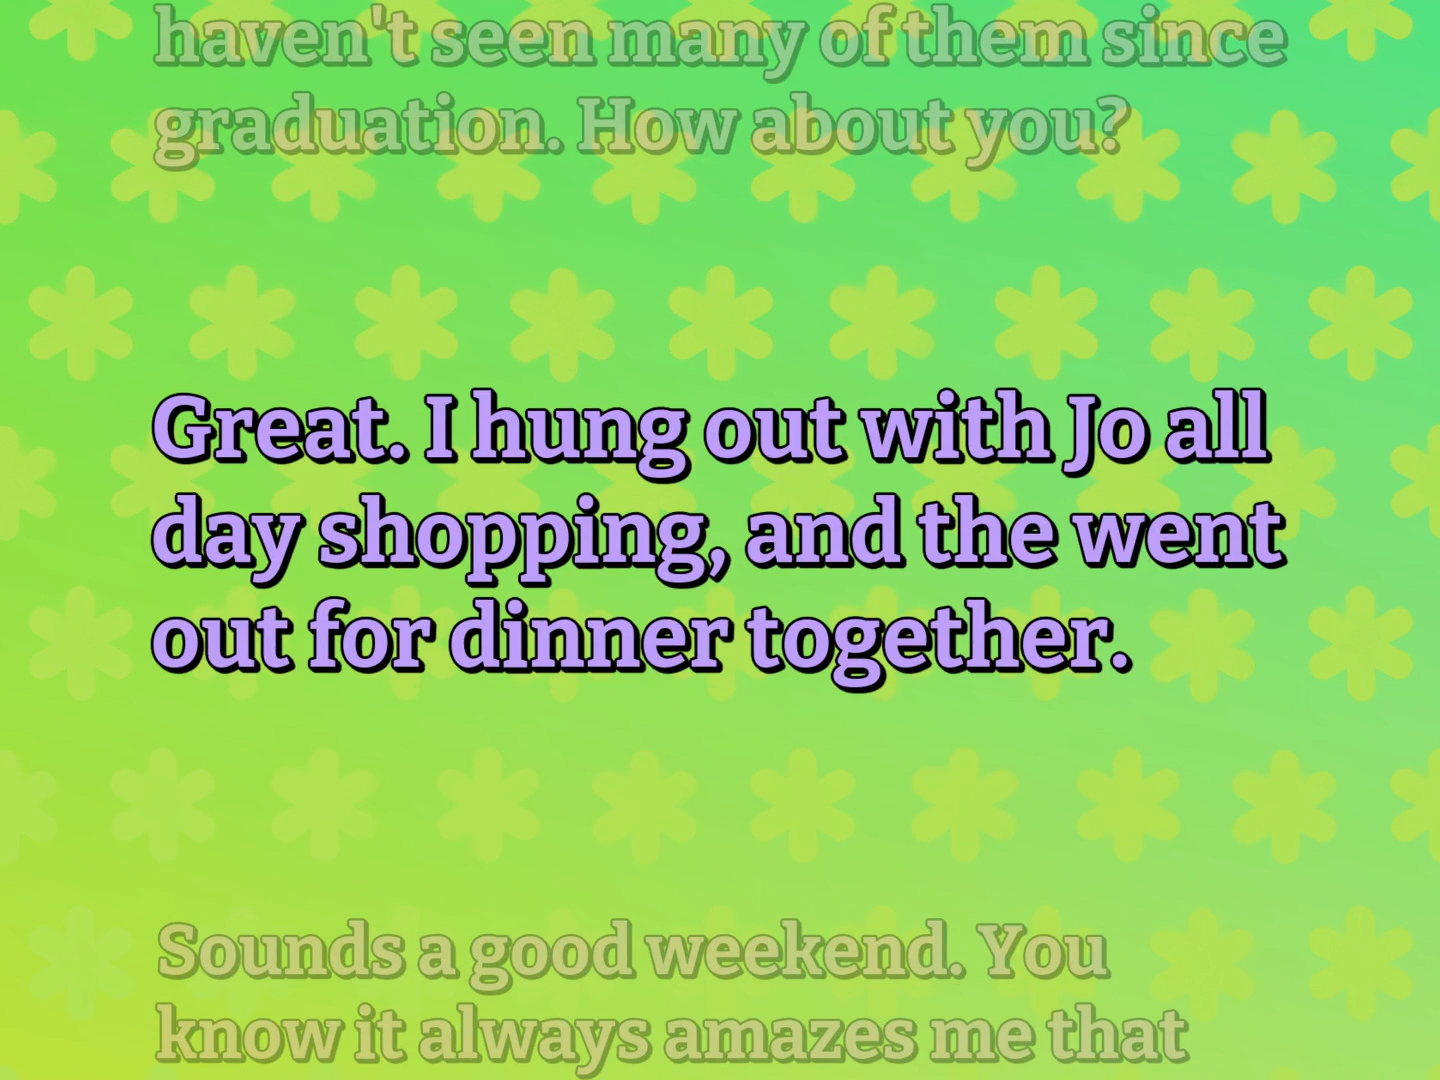 haven't seen many of them since
graduation. How about you?
Great. I hung out with Jo all
day shopping, and the went
out for dinner together.
Sounds a good weekend. You
know it always amazes me that